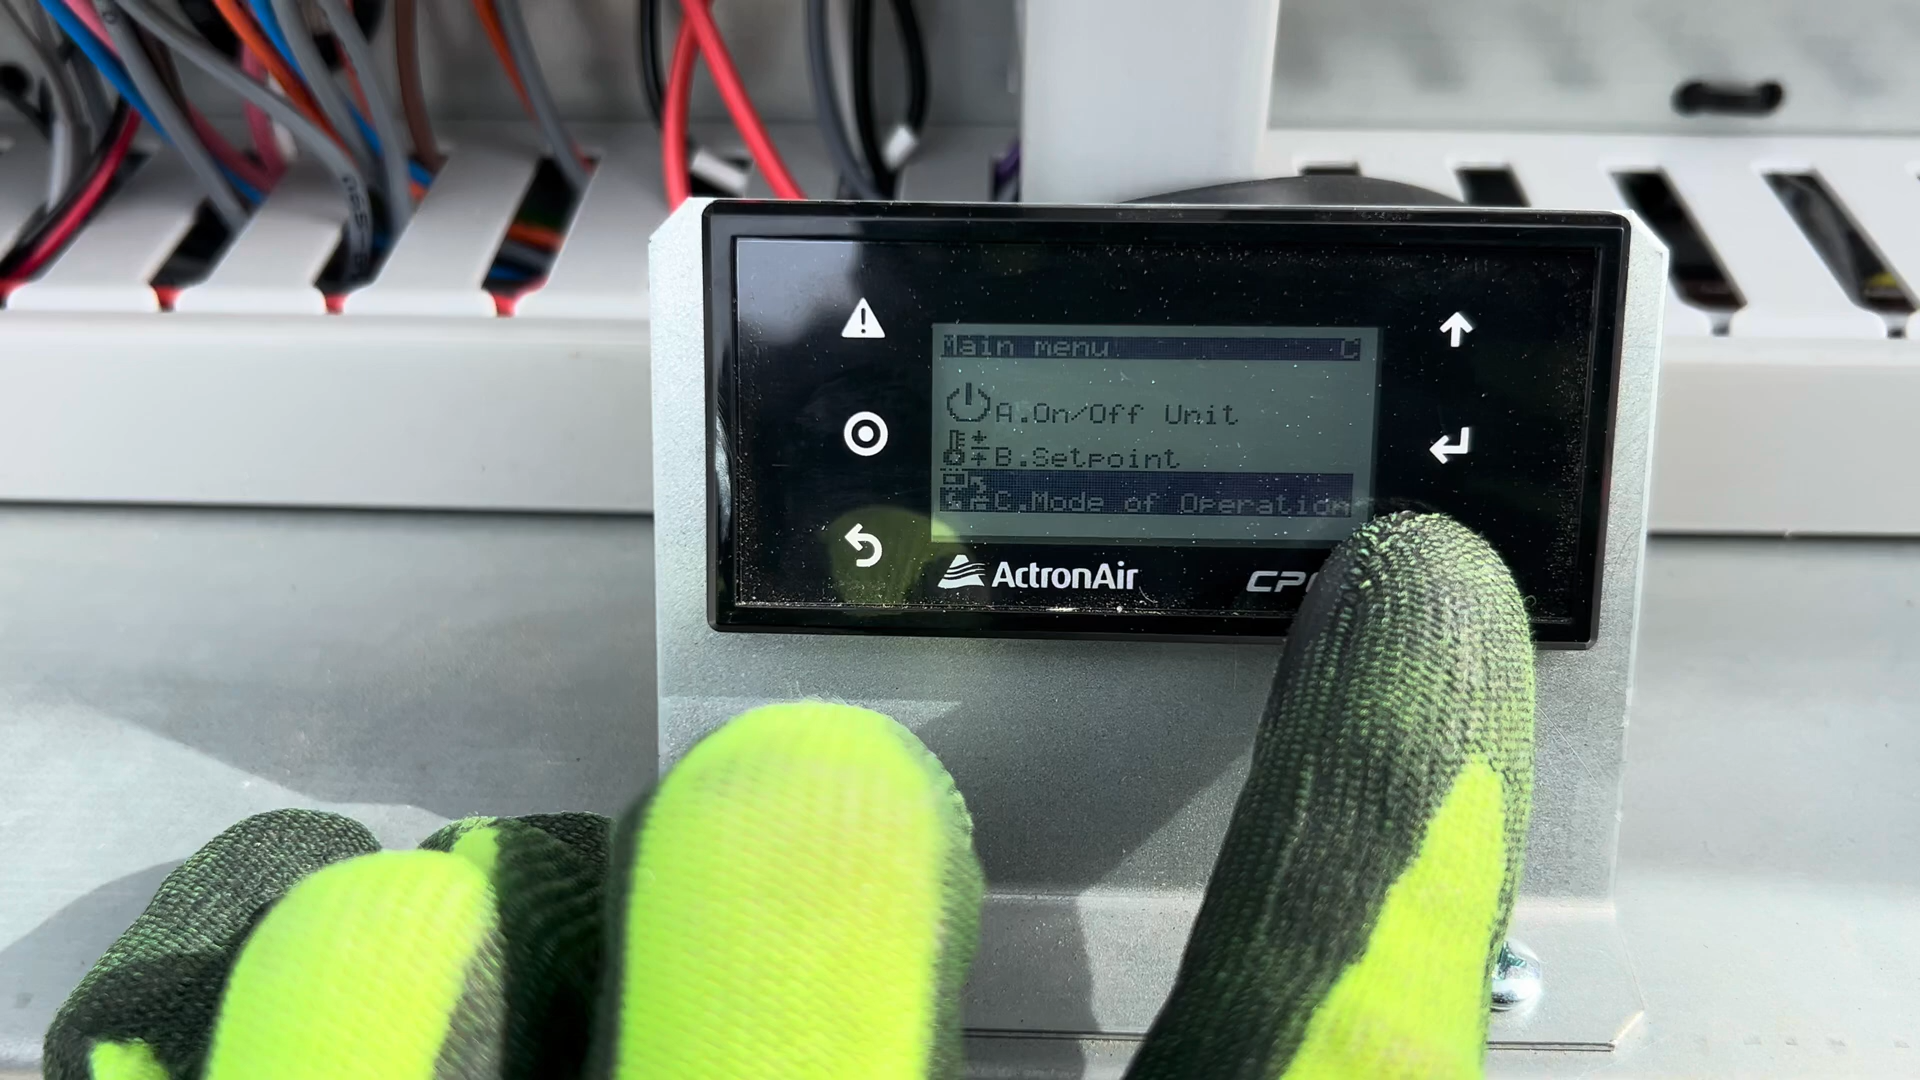 Main menu C
A.On/Off Unit
B.Setpoint
C.Mode of Operation
ActronAir